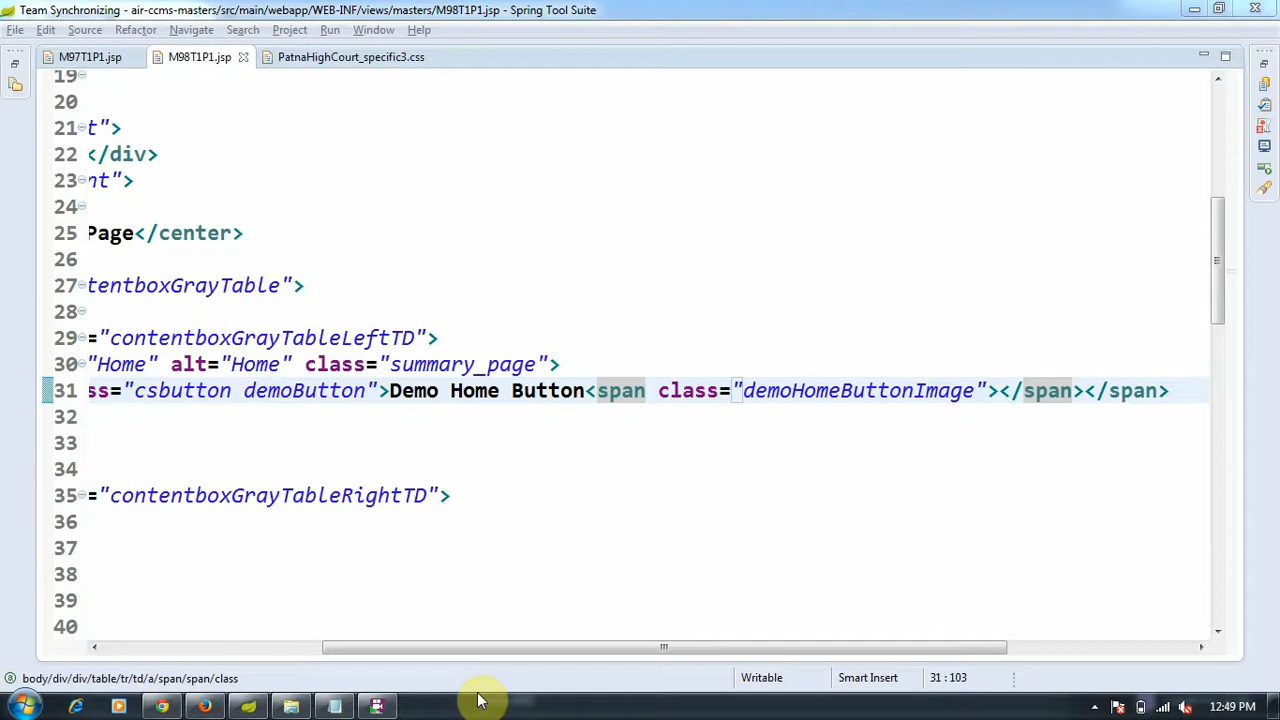 Team Synchronizing - air-ccms-masters/src/main/webapp/WEB-INF/views/masters/M98T1P1.jsp - Spring Tool Suite
File Edit Source Refactor Navigate Search Project Run Window Help
M97T1P1.jsp M98T1P1.jsp PatnaHighCourt_specific3.css
19
20
21 t">
22 </div>
23 nt">
24
25 Page</center>
26
27 tentboxGrayTable">
28
29 ="contentboxGrayTableLeftTD">
30 "Home" alt="Home" class="summary_page">
31 ss="csbutton demoButton">Demo Home Button<span class="demoHomeButtonImage"></span></span>
32
33
34
35 ="contentboxGrayTableRightTD">
36
37
38
39
40
body/div/div/table/tr/td/a/span/span/class Writable Smart Insert 31 : 103
12:49 PM